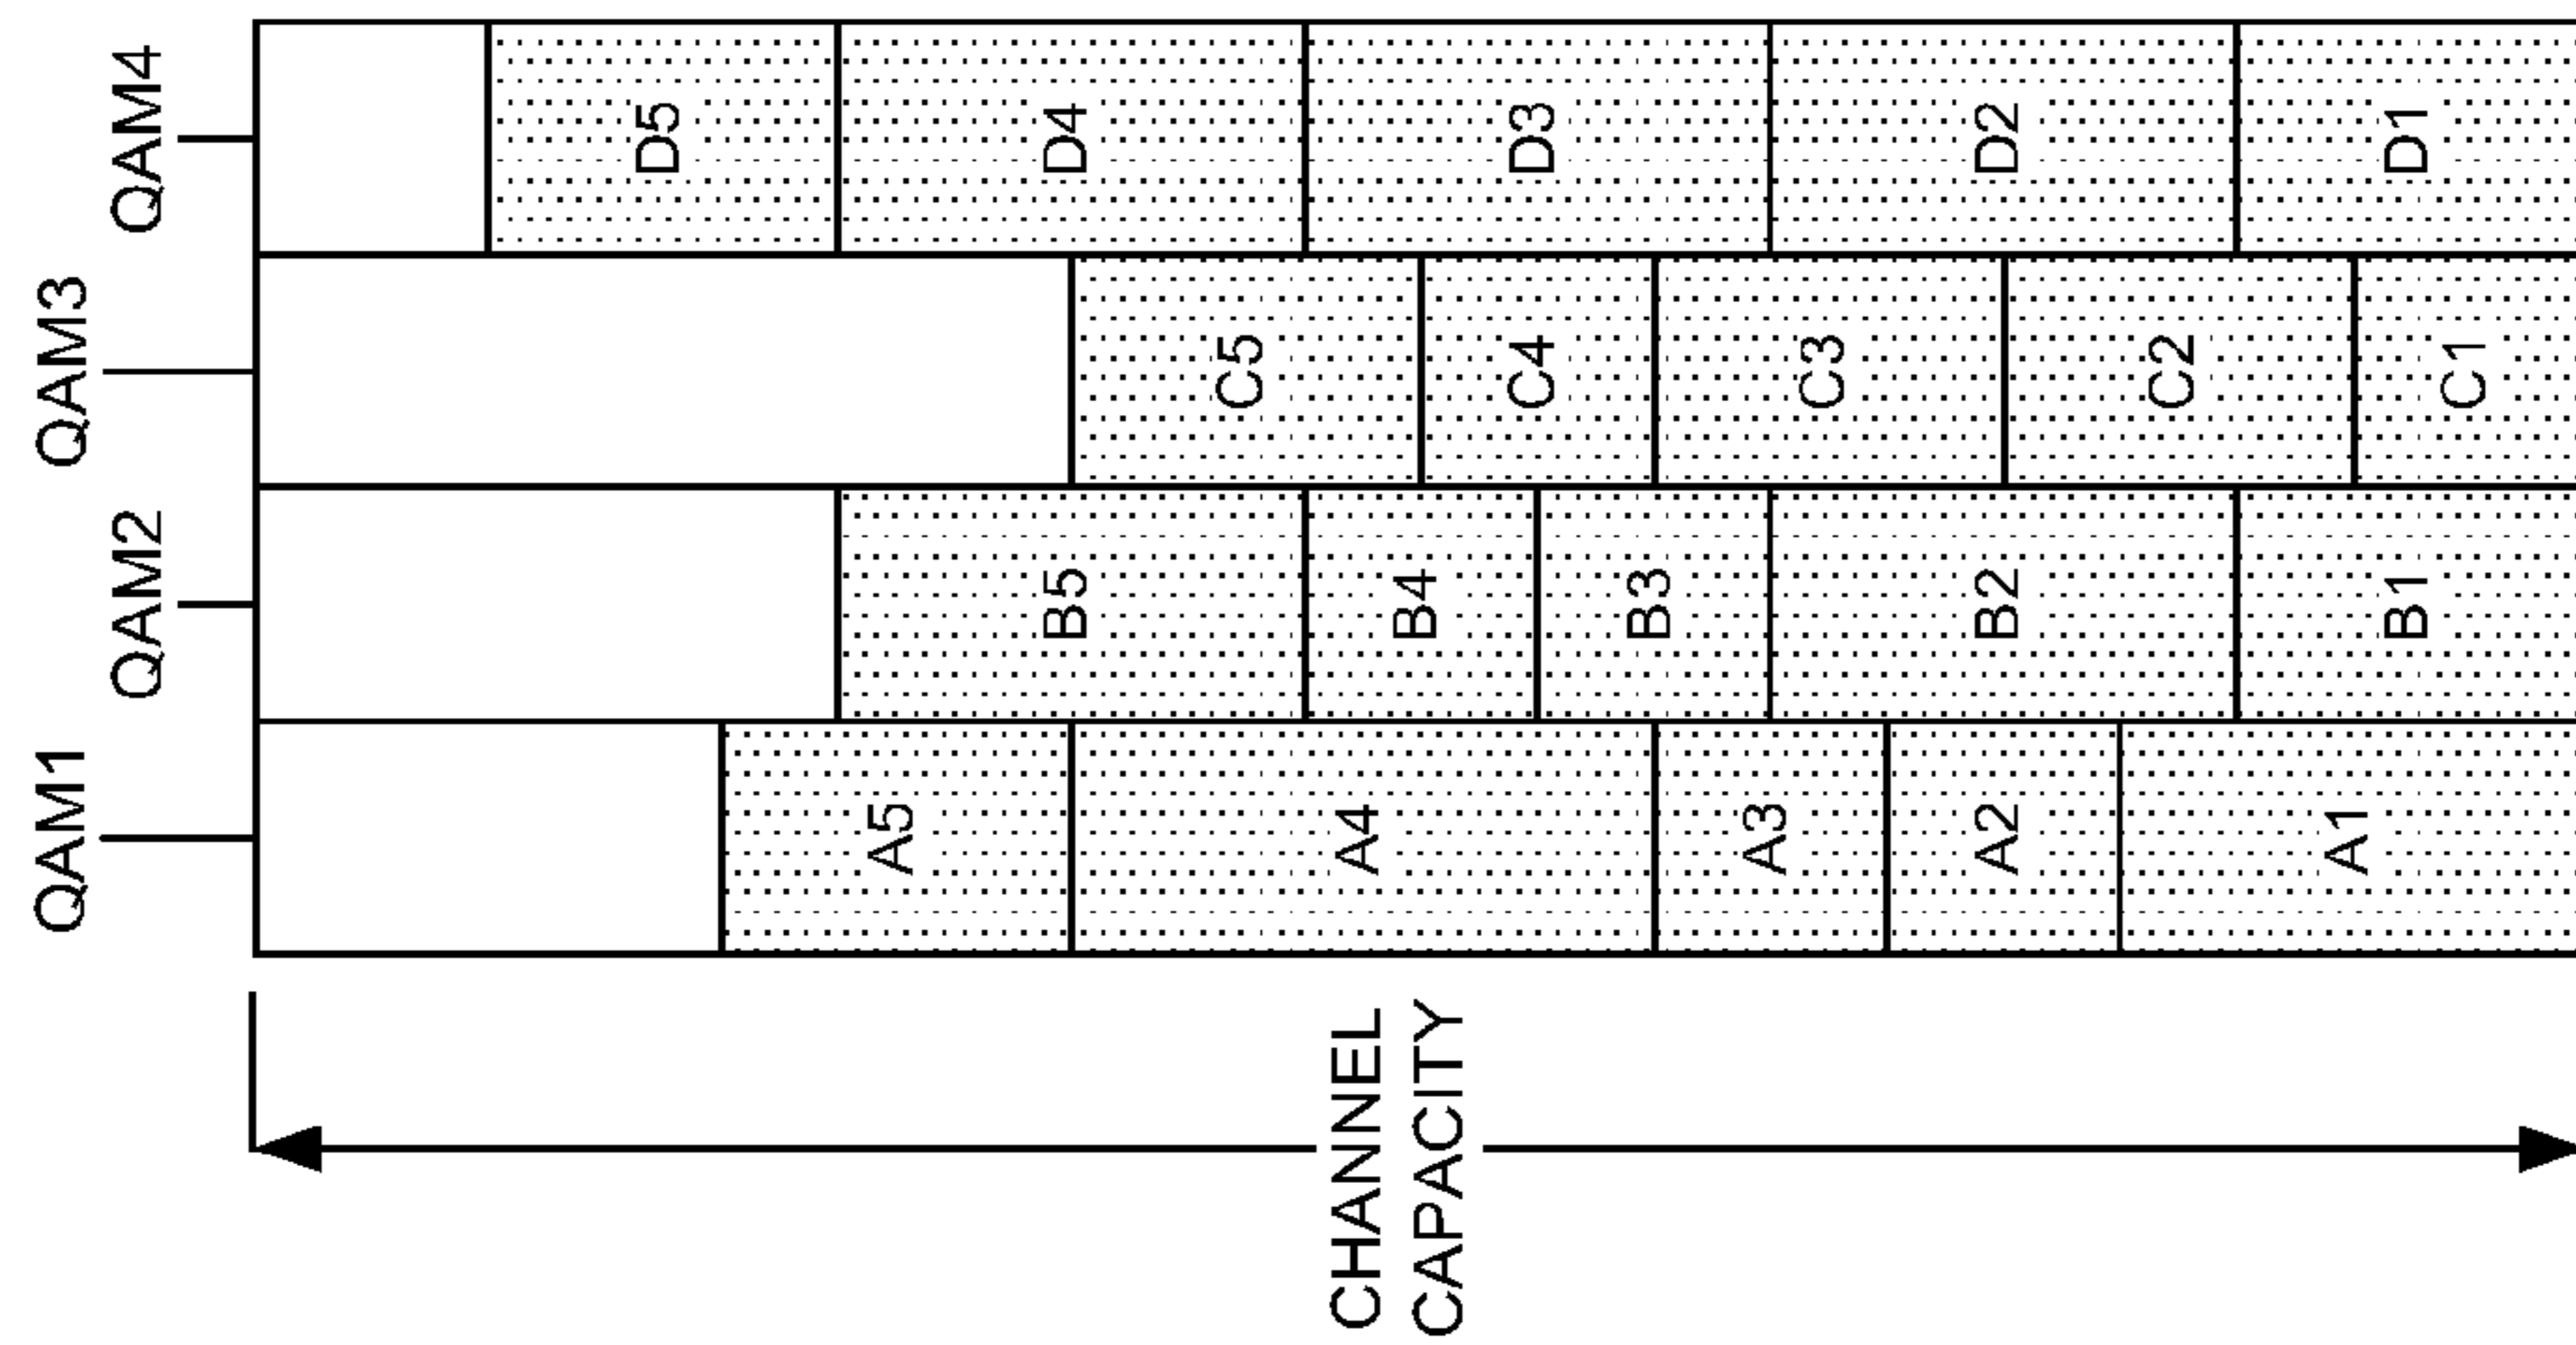 QAM1
QAM2
QAM3
QAM4
CHANNEL
CAPACITY
A5
A4
A3
A2
A1
B5
B4
B3
B2
B1
C5
C4
C3
C2
C1
D5
D4
D3
D2
D1